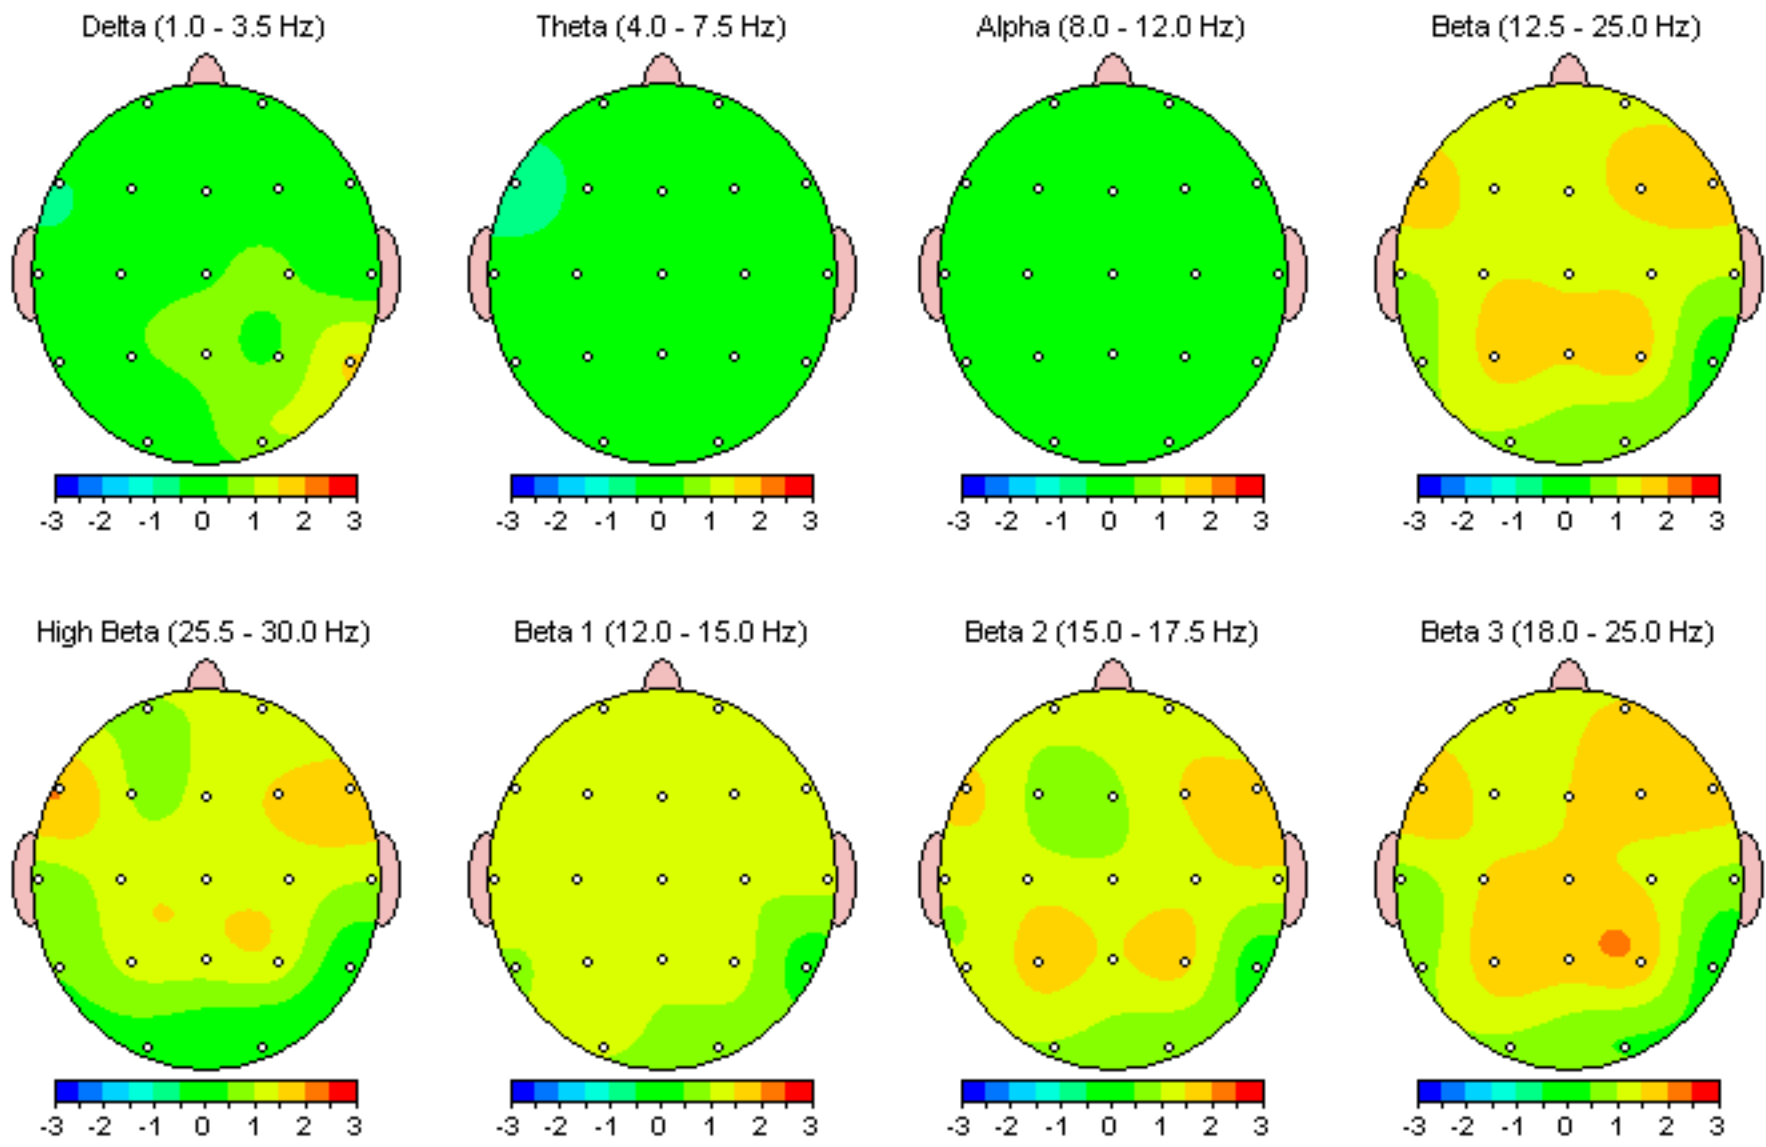 Delta (1.0 - 3.5 Hz) Theta (4.0 - 7.5 Hz) Alpha (8.0 - 12.0 Hz) Beta (12.5 - 25.0 Hz)
-3 -2 -1 0 1 2 3 -3 -2 -1 0 1 2 3 -3 -2 -1 0 1 2 3 -3 -2 -1 0 1 2 3
High Beta (25.5 - 30.0 Hz) Beta 1 (12.0 - 15.0 Hz) Beta 2 (15.0 - 17.5 Hz) Beta 3 (18.0 - 25.0 Hz)
-3 -2 -1 0 1 2 3 -3 -2 -1 0 1 2 3 -3 -2 -1 0 1 2 3 -3 -2 -1 0 1 2 3